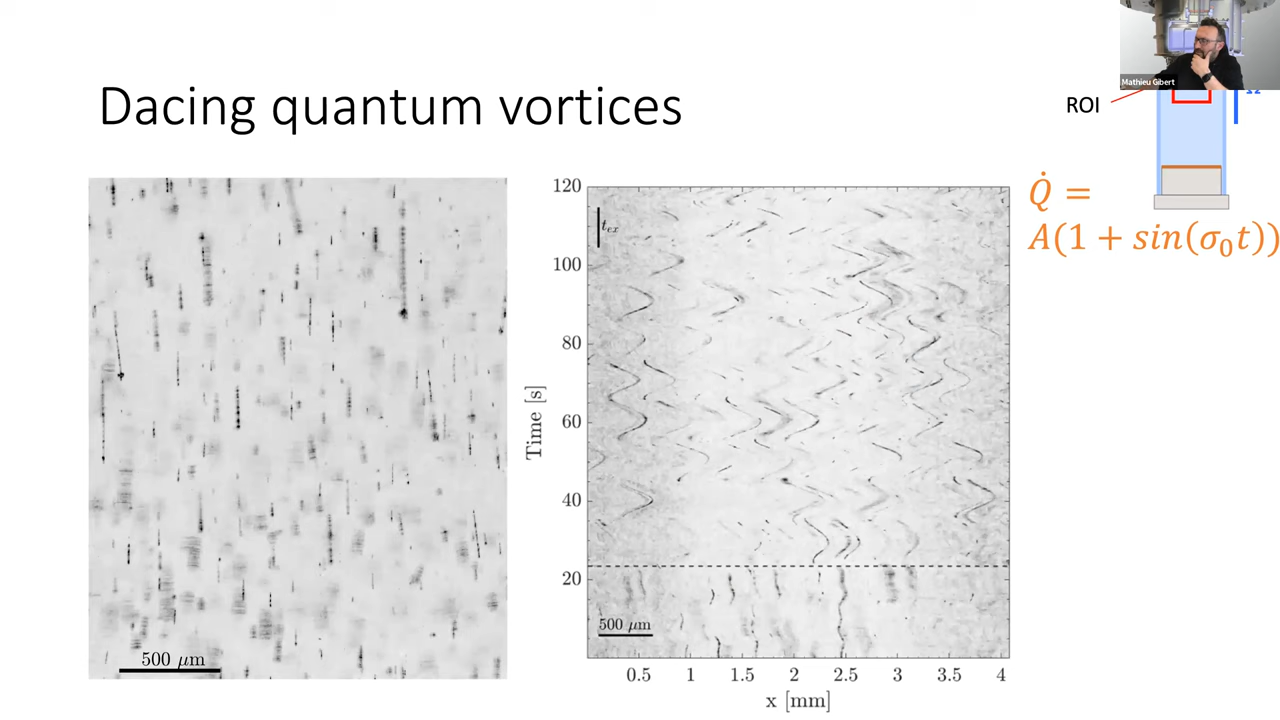 Mathieu Gibert
ROI
Dacing quantum vortices
Q̇ =
A(1 + sin(σ₀t))
500 μm
Time [s]
120
100
80
60
40
20
t_ex
500 μm
0.5 1 1.5 2 2.5 3 3.5 4
x [mm]